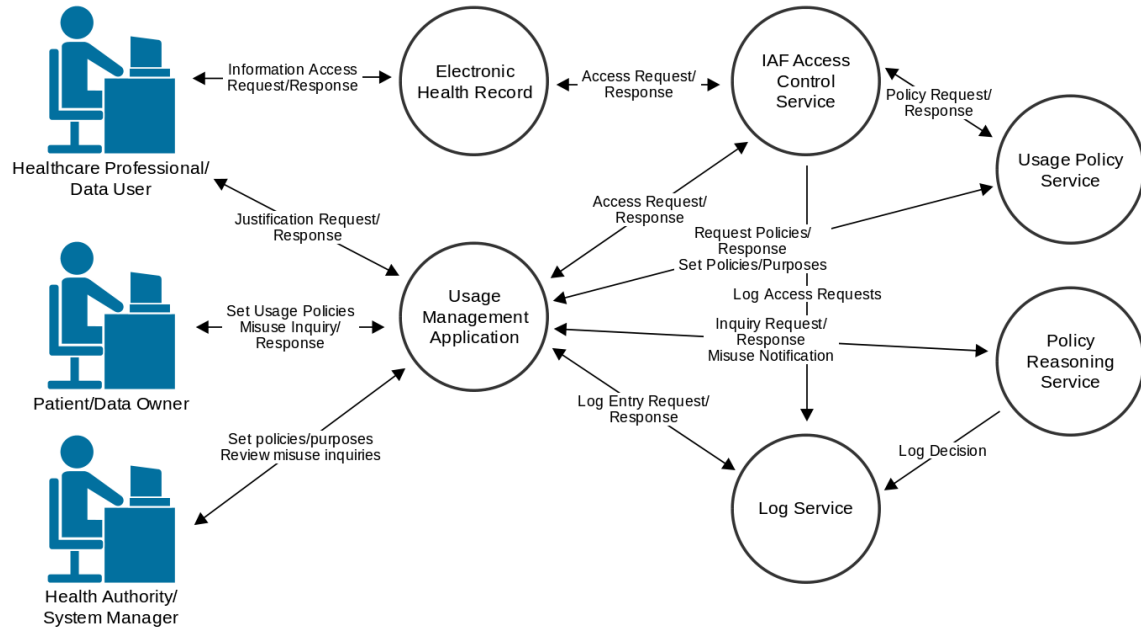 Information Access
Request/Response
Electronic
Health Record
Access Request/
Response
IAF Access
Control
Service
Policy Request/
Response
Usage Policy
Service
Healthcare Professional/
Data User
Justification Request/
Response
Access Request/
Response
Request Policies/
Response
Set Policies/Purposes
Usage
Management
Application
Log Access Requests
Set Usage Policies
Misuse Inquiry/
Response
Inquiry Request/
Response
Misuse Notification
Policy
Reasoning
Service
Patient/Data Owner
Log Entry Request/
Response
Set policies/purposes
Review misuse inquiries
Log Decision
Log Service
Health Authority/
System Manager